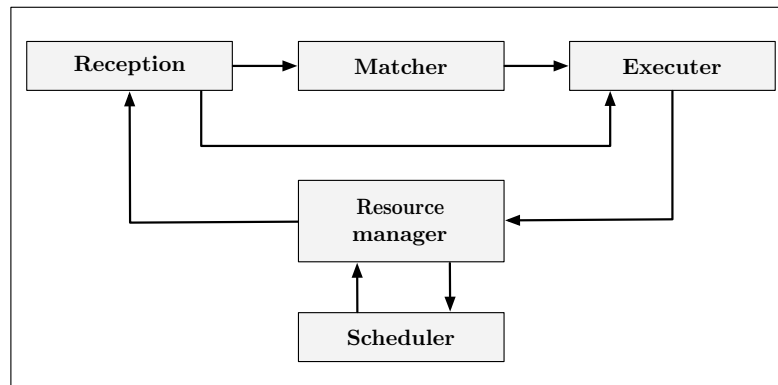 Reception
Matcher
Executer
Resource
manager
Scheduler